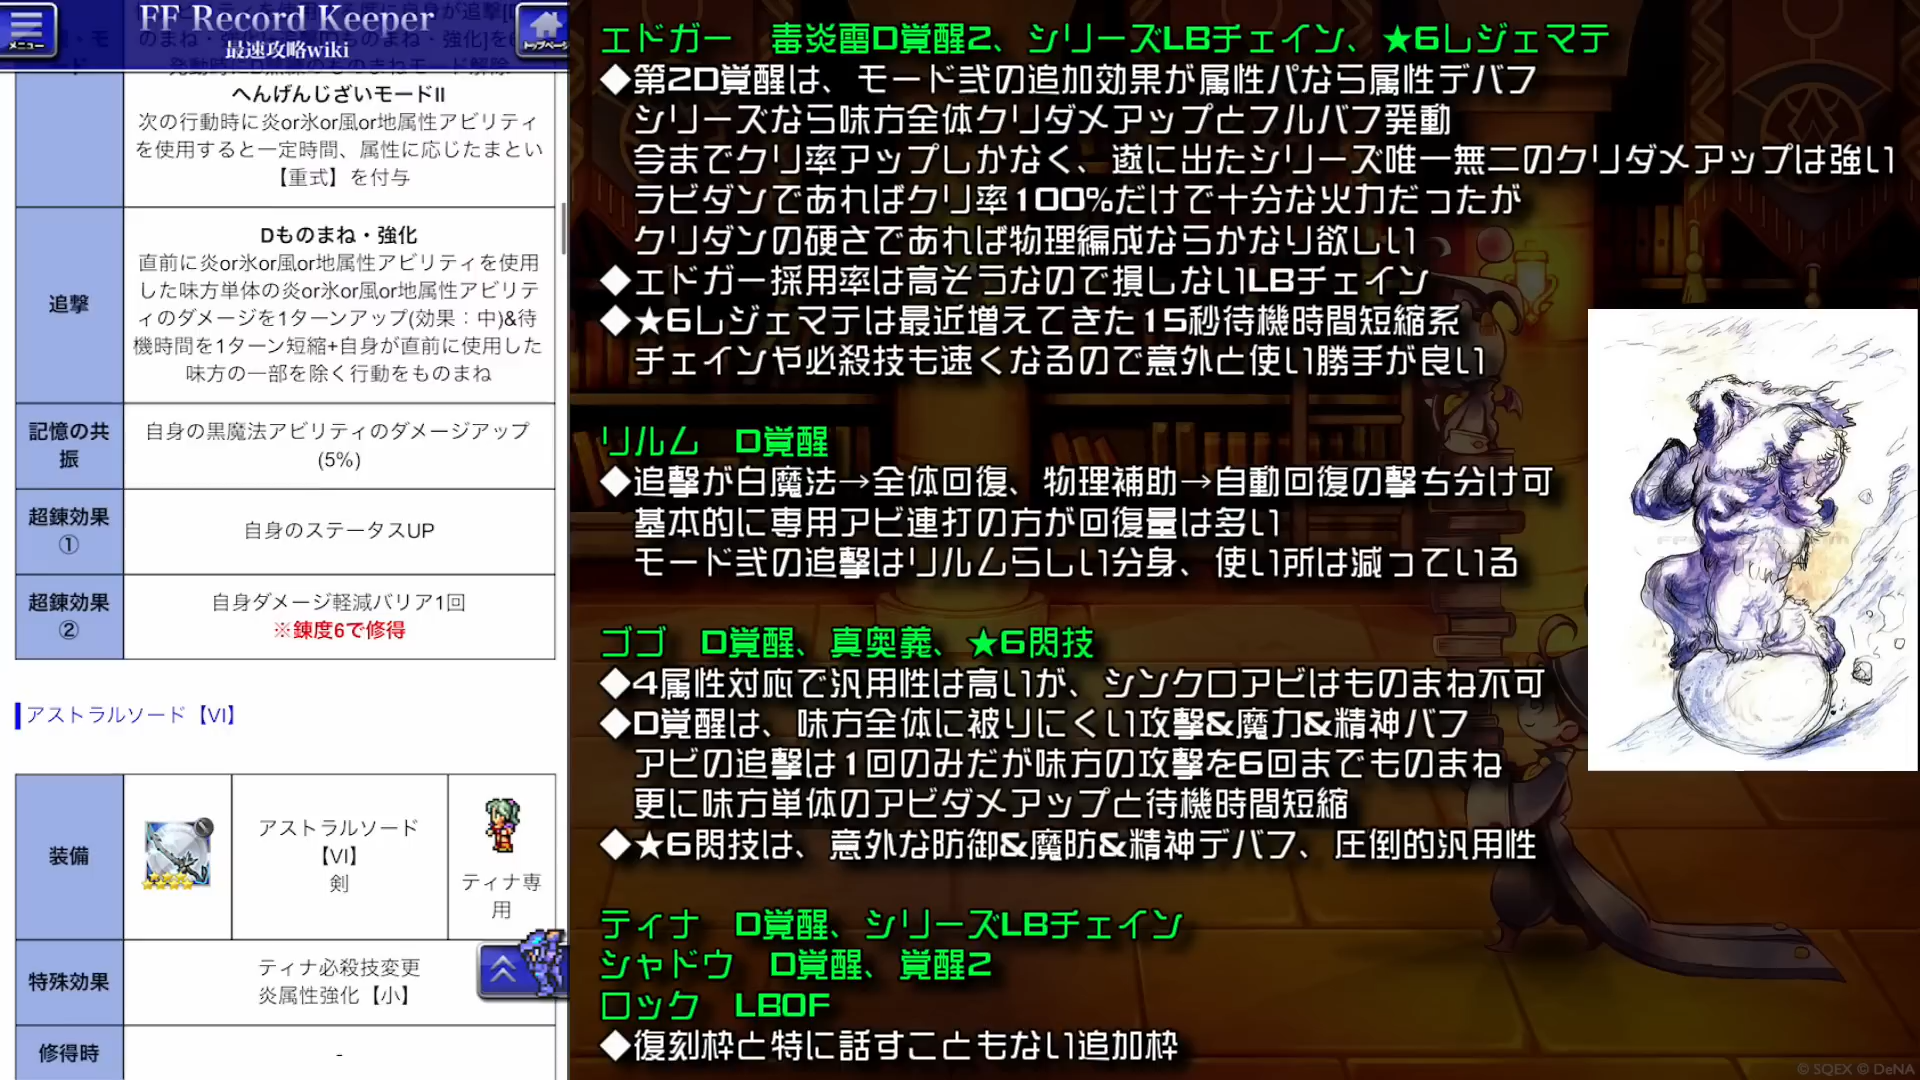 メニュー
FF Record Keeper
最速攻略wiki
トップページ
へんげんじざいモードII
次の行動時に炎or氷or風or地属性アビリティ
を使用すると一定時間、属性に応じたまとい
【重式】を付与
追撃
Dものまね・強化
直前に炎or氷or風or地属性アビリティを使用
した味方単体の炎or氷or風or地属性アビリテ
ィのダメージを1ターンアップ(効果：中)&待
機時間を1ターン短縮+自身が直前に使用した
味方の一部を除く行動をものまね
記憶の共
振
自身の黒魔法アビリティのダメージアップ
(5%)
超錬効果
①
自身のステータスUP
超錬効果
②
自身ダメージ軽減バリア1回
※錬度6で修得
アストラルソード【VI】
装備
アストラルソード
【VI】
剣
ティナ専
用
特殊効果
ティナ必殺技変更
炎属性強化【小】
修得時
-
エドガー　毒炎雷D覚醒2、シリーズLBチェイン、★6レジェマテ
◆第2D覚醒は、モード弐の追加効果が属性パなら属性デバフ
シリーズなら味方全体クリダメアップとフルバフ発動
今までクリ率アップしかなく、遂に出たシリーズ唯一無二のクリダメアップは強い
ラビダンであればクリ率100%だけで十分な火力だったが
クリダンの硬さであれば物理編成ならかなり欲しい
◆エドガー採用率は高そうなので損しないLBチェイン
◆★6レジェマテは最近増えてきた15秒待機時間短縮系
チェインや必殺技も速くなるので意外と使い勝手が良い
リルム　D覚醒
◆追撃が白魔法→全体回復、物理補助→自動回復の撃ち分け可
基本的に専用アビ連打の方が回復量は多い
モード弐の追撃はリルムらしい分身、使い所は減っている
ゴゴ　D覚醒、真奥義、★6閃技
◆4属性対応で汎用性は高いが、シンクロアビはものまね不可
◆D覚醒は、味方全体に被りにくい攻撃&魔力&精神バフ
アビの追撃は1回のみだが味方の攻撃を6回までものまね
更に味方単体のアビダメアップと待機時間短縮
◆★6閃技は、意外な防御&魔防&精神デバフ、圧倒的汎用性
ティナ　D覚醒、シリーズLBチェイン
シャドウ　D覚醒、覚醒2
ロック　LBOF
◆復刻枠と特に話すこともない追加枠
© SQEX © DeNA